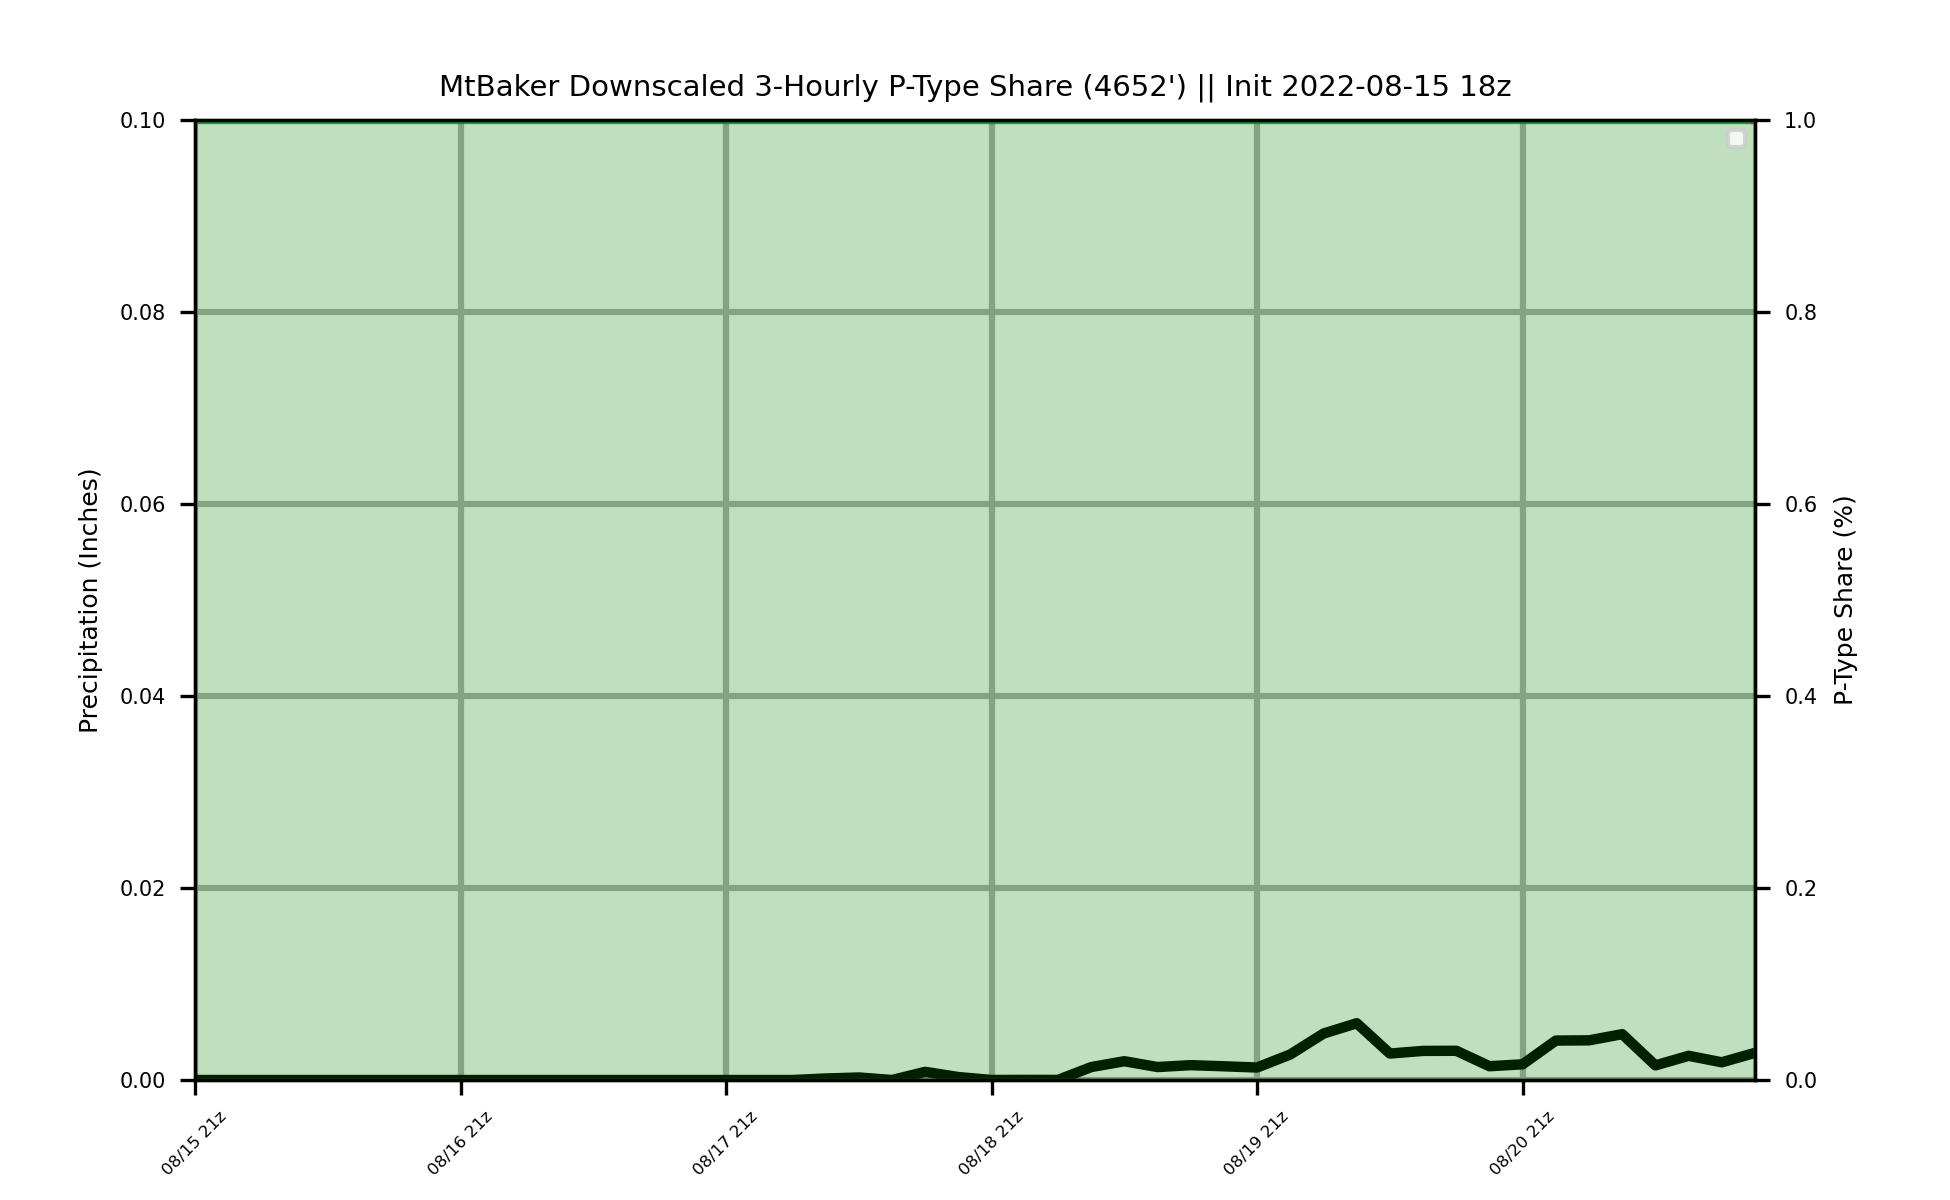 MtBaker Downscaled 3-Hourly P-Type Share (4652') || Init 2022-08-15 18z
0.10
0.08
0.06
0.04
0.02
0.00
Precipitation (Inches)
1.0
0.8
0.6
0.4
0.2
0.0
P-Type Share (%)
08/15 21z
08/16 21z
08/17 21z
08/18 21z
08/19 21z
08/20 21z